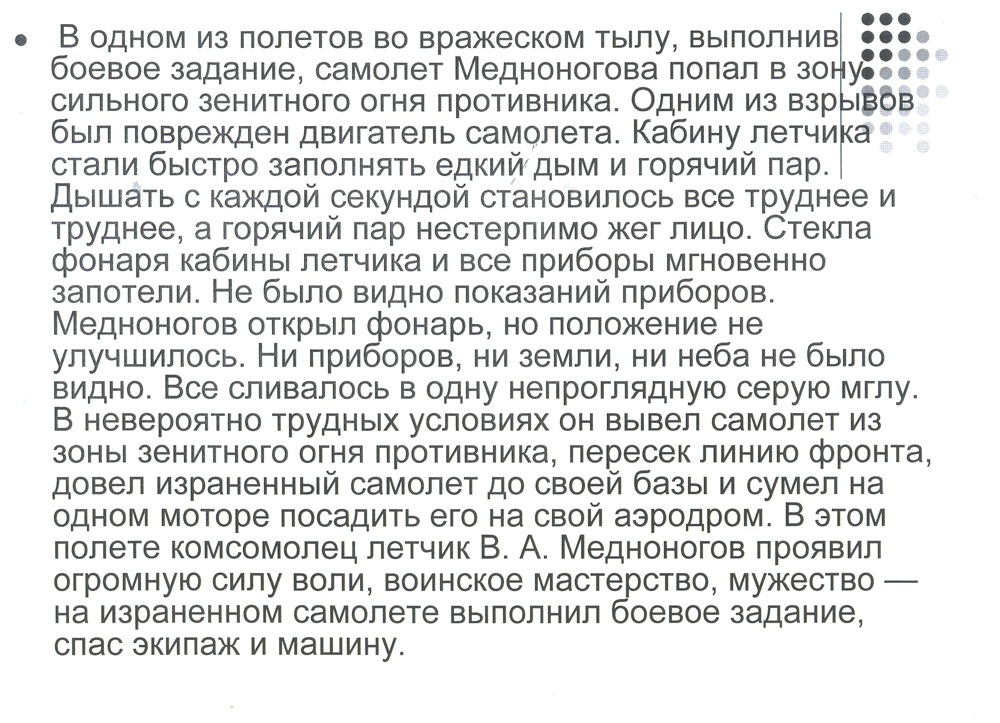 • В одном из полетов во вражеском тылу, выполнив
боевое задание, самолет Медноногова попал в зону
сильного зенитного огня противника. Одним из взрывов
был поврежден двигатель самолета. Кабину летчика
стали быстро заполнять едкий дым и горячий пар.
Дышать с каждой секундой становилось все труднее и
труднее, а горячий пар нестерпимо жег лицо. Стекла
фонаря кабины летчика и все приборы мгновенно
запотели. Не было видно показаний приборов.
Медноногов открыл фонарь, но положение не
улучшилось. Ни приборов, ни земли, ни неба не было
видно. Все сливалось в одну непроглядную серую мглу.
В невероятно трудных условиях он вывел самолет из
зоны зенитного огня противника, пересек линию фронта,
довел израненный самолет до своей базы и сумел на
одном моторе посадить его на свой аэродром. В этом
полете комсомолец летчик В. А. Медноногов проявил
огромную силу воли, воинское мастерство, мужество —
на израненном самолете выполнил боевое задание,
спас экипаж и машину.